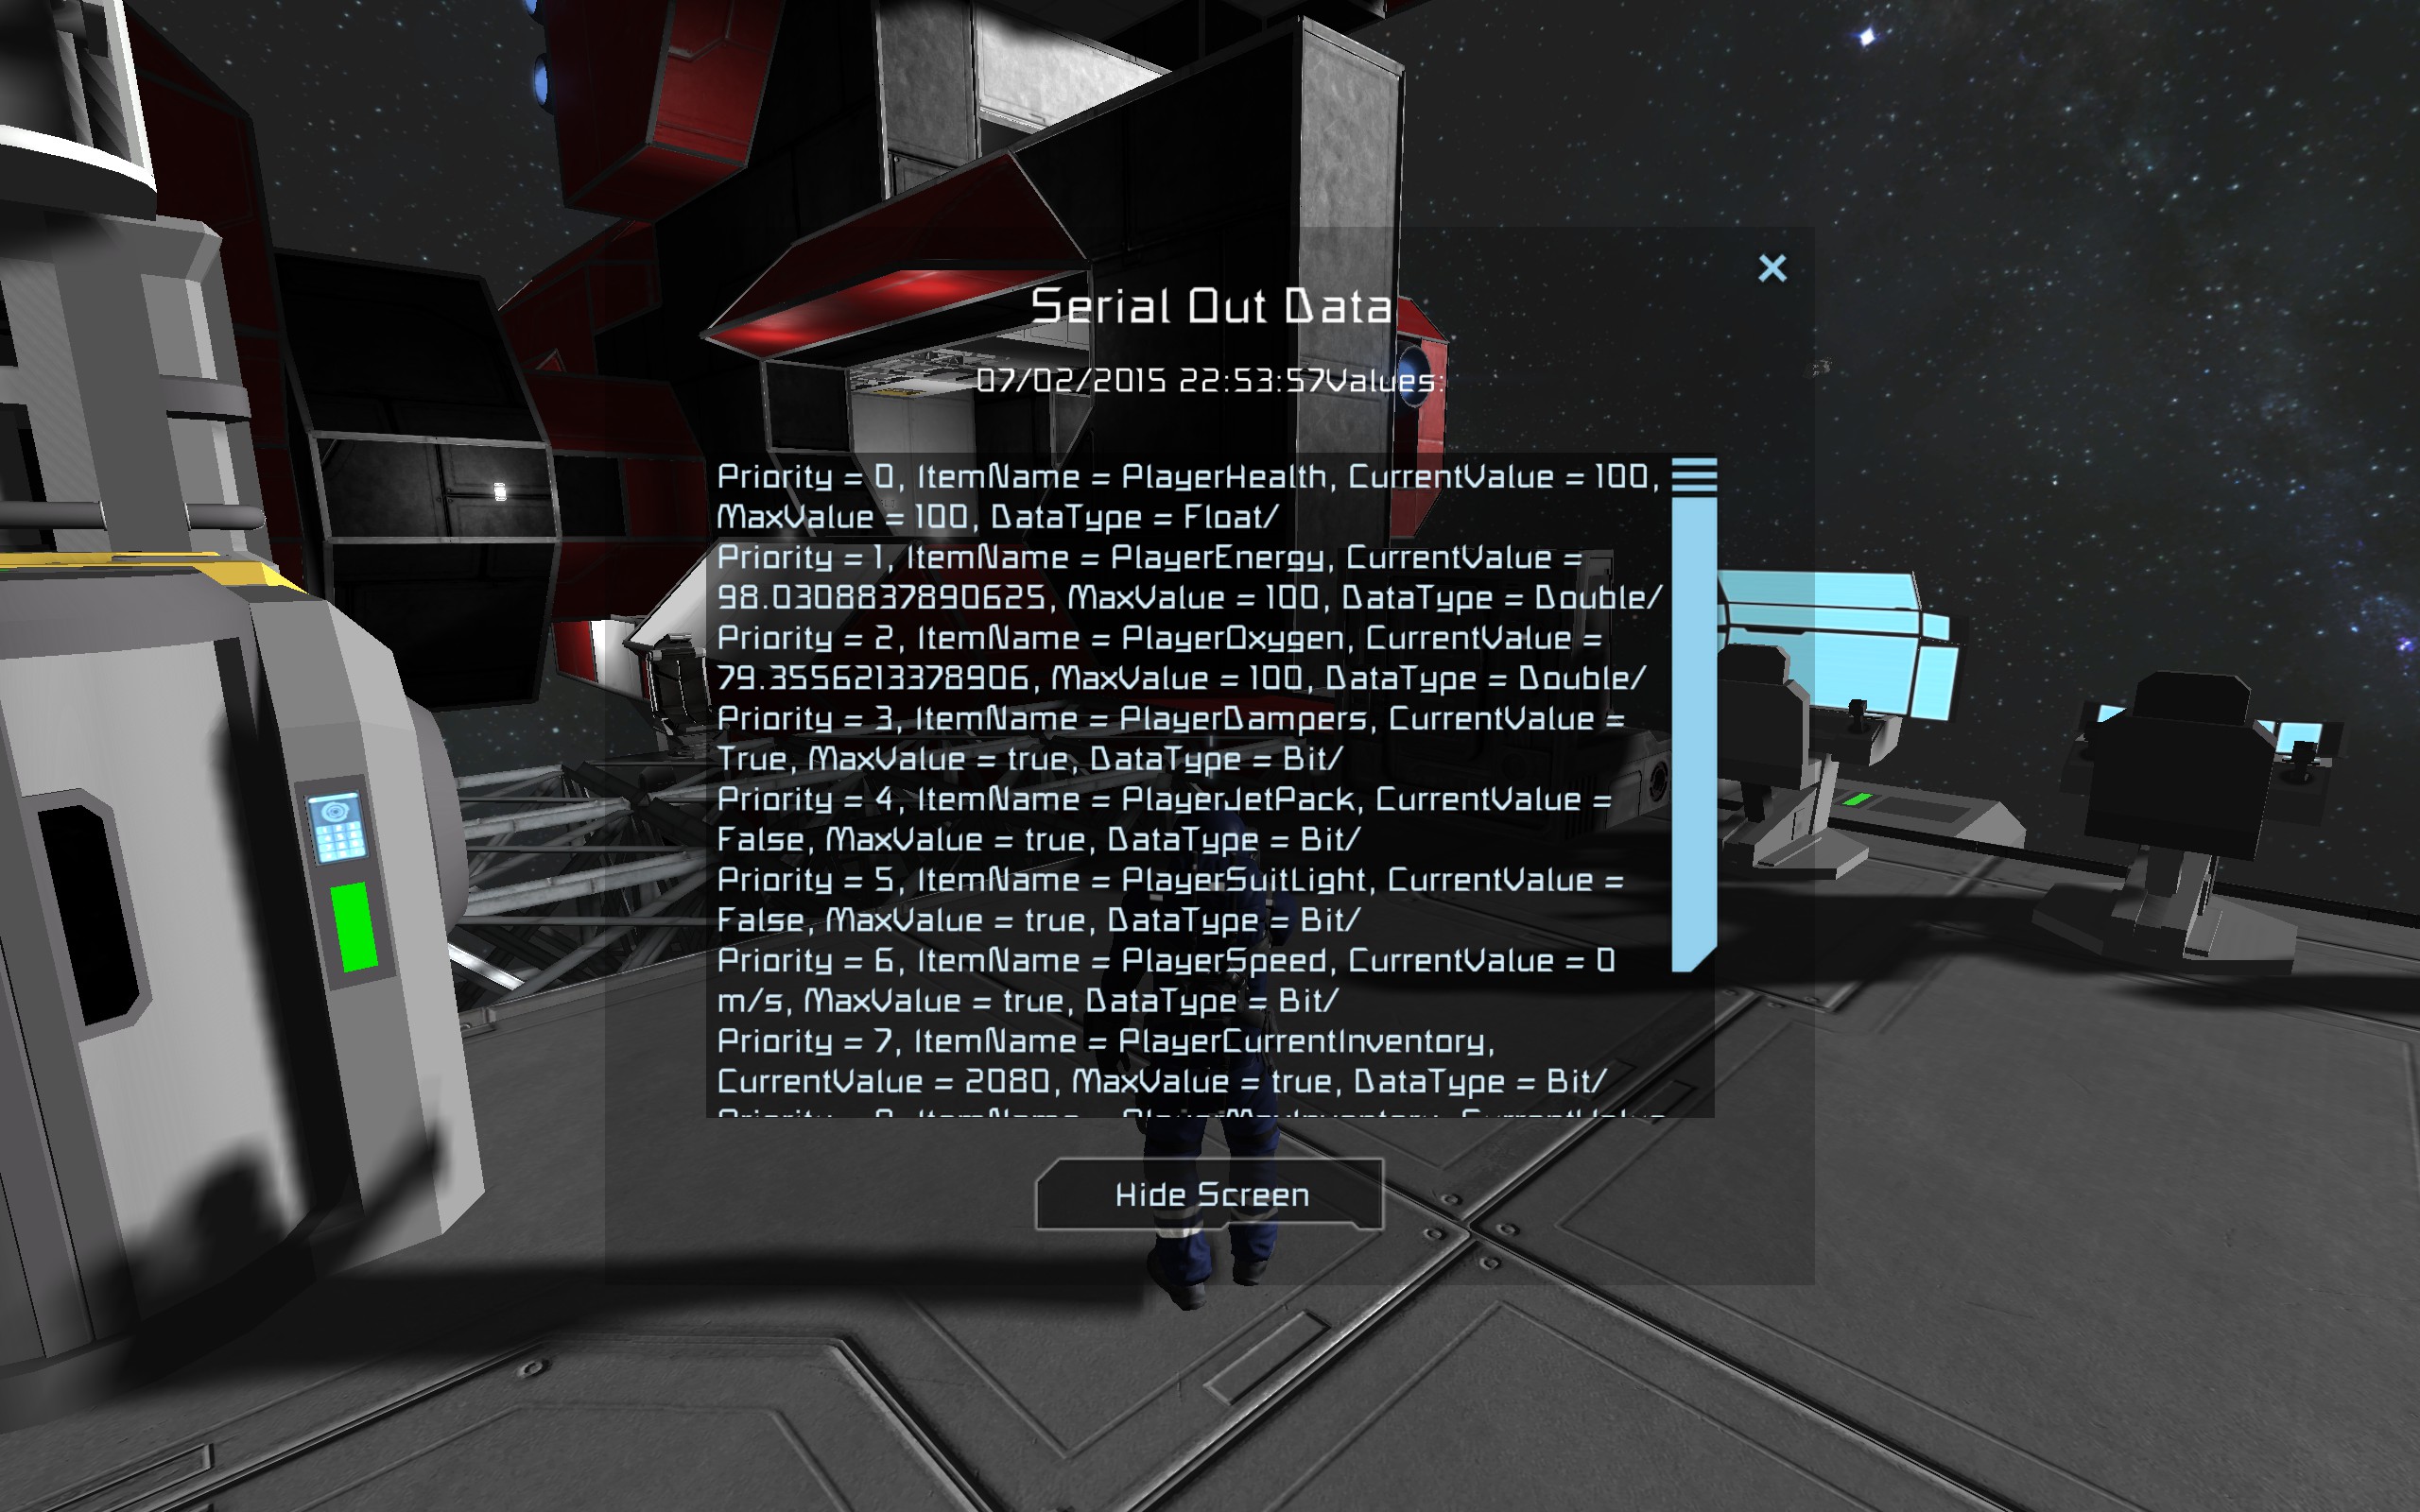 Serial Out Data
07/02/2015 22:53:57Values:
Priority = 0, ItemName = PlayerHealth, CurrentValue = 100,
MaxValue = 100, DataType = Float/
Priority = 1, ItemName = PlayerEnergy, CurrentValue =
98.0308837890625, MaxValue = 100, DataType = Double/
Priority = 2, ItemName = PlayerOxygen, CurrentValue =
79.3556213378906, MaxValue = 100, DataType = Double/
Priority = 3, ItemName = PlayerDampers, CurrentValue =
True, MaxValue = true, DataType = Bit/
Priority = 4, ItemName = PlayerJetPack, CurrentValue =
False, MaxValue = true, DataType = Bit/
Priority = 5, ItemName = PlayerSuitLight, CurrentValue =
False, MaxValue = true, DataType = Bit/
Priority = 6, ItemName = PlayerSpeed, CurrentValue = 0
m/s, MaxValue = true, DataType = Bit/
Priority = 7, ItemName = PlayerCurrentInventory,
CurrentValue = 2080, MaxValue = true, DataType = Bit/
Hide Screen